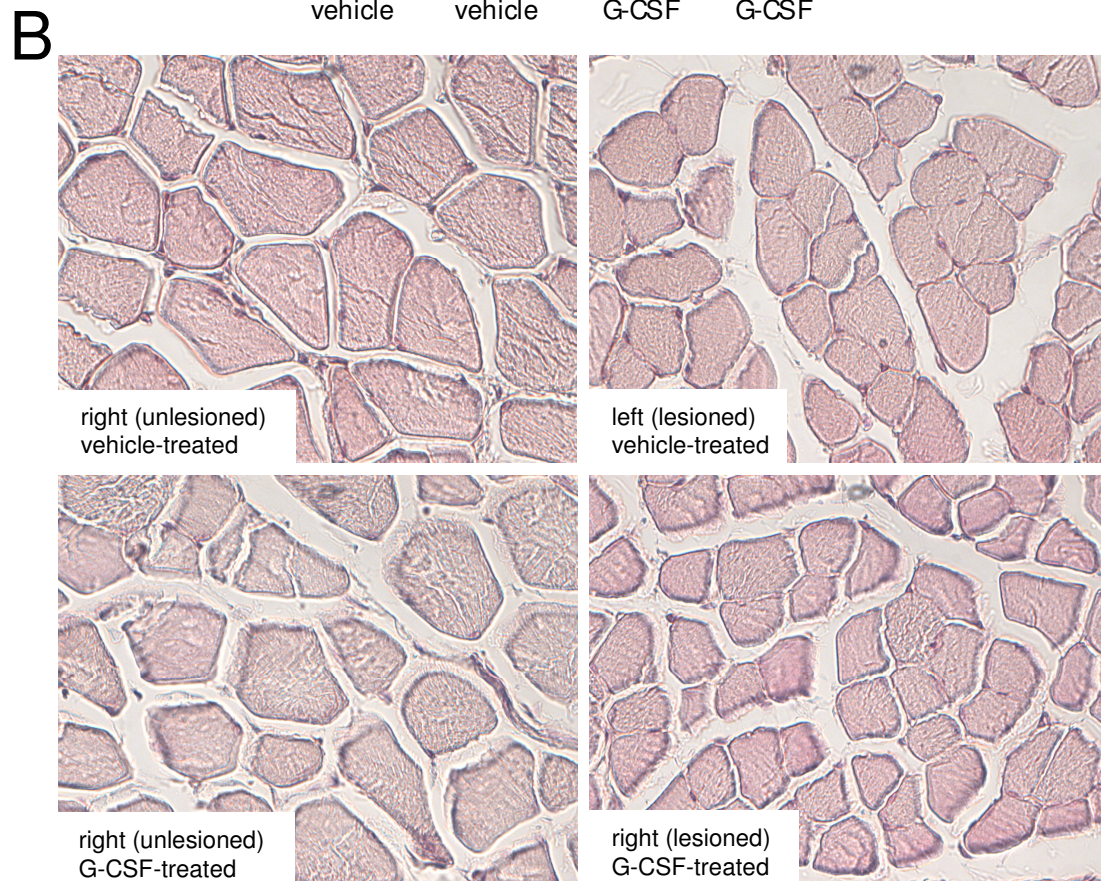 vehicle vehicle G-CSF G-CSF
B
right (unlesioned)
vehicle-treated
left (lesioned)
vehicle-treated
right (unlesioned)
G-CSF-treated
right (lesioned)
G-CSF-treated